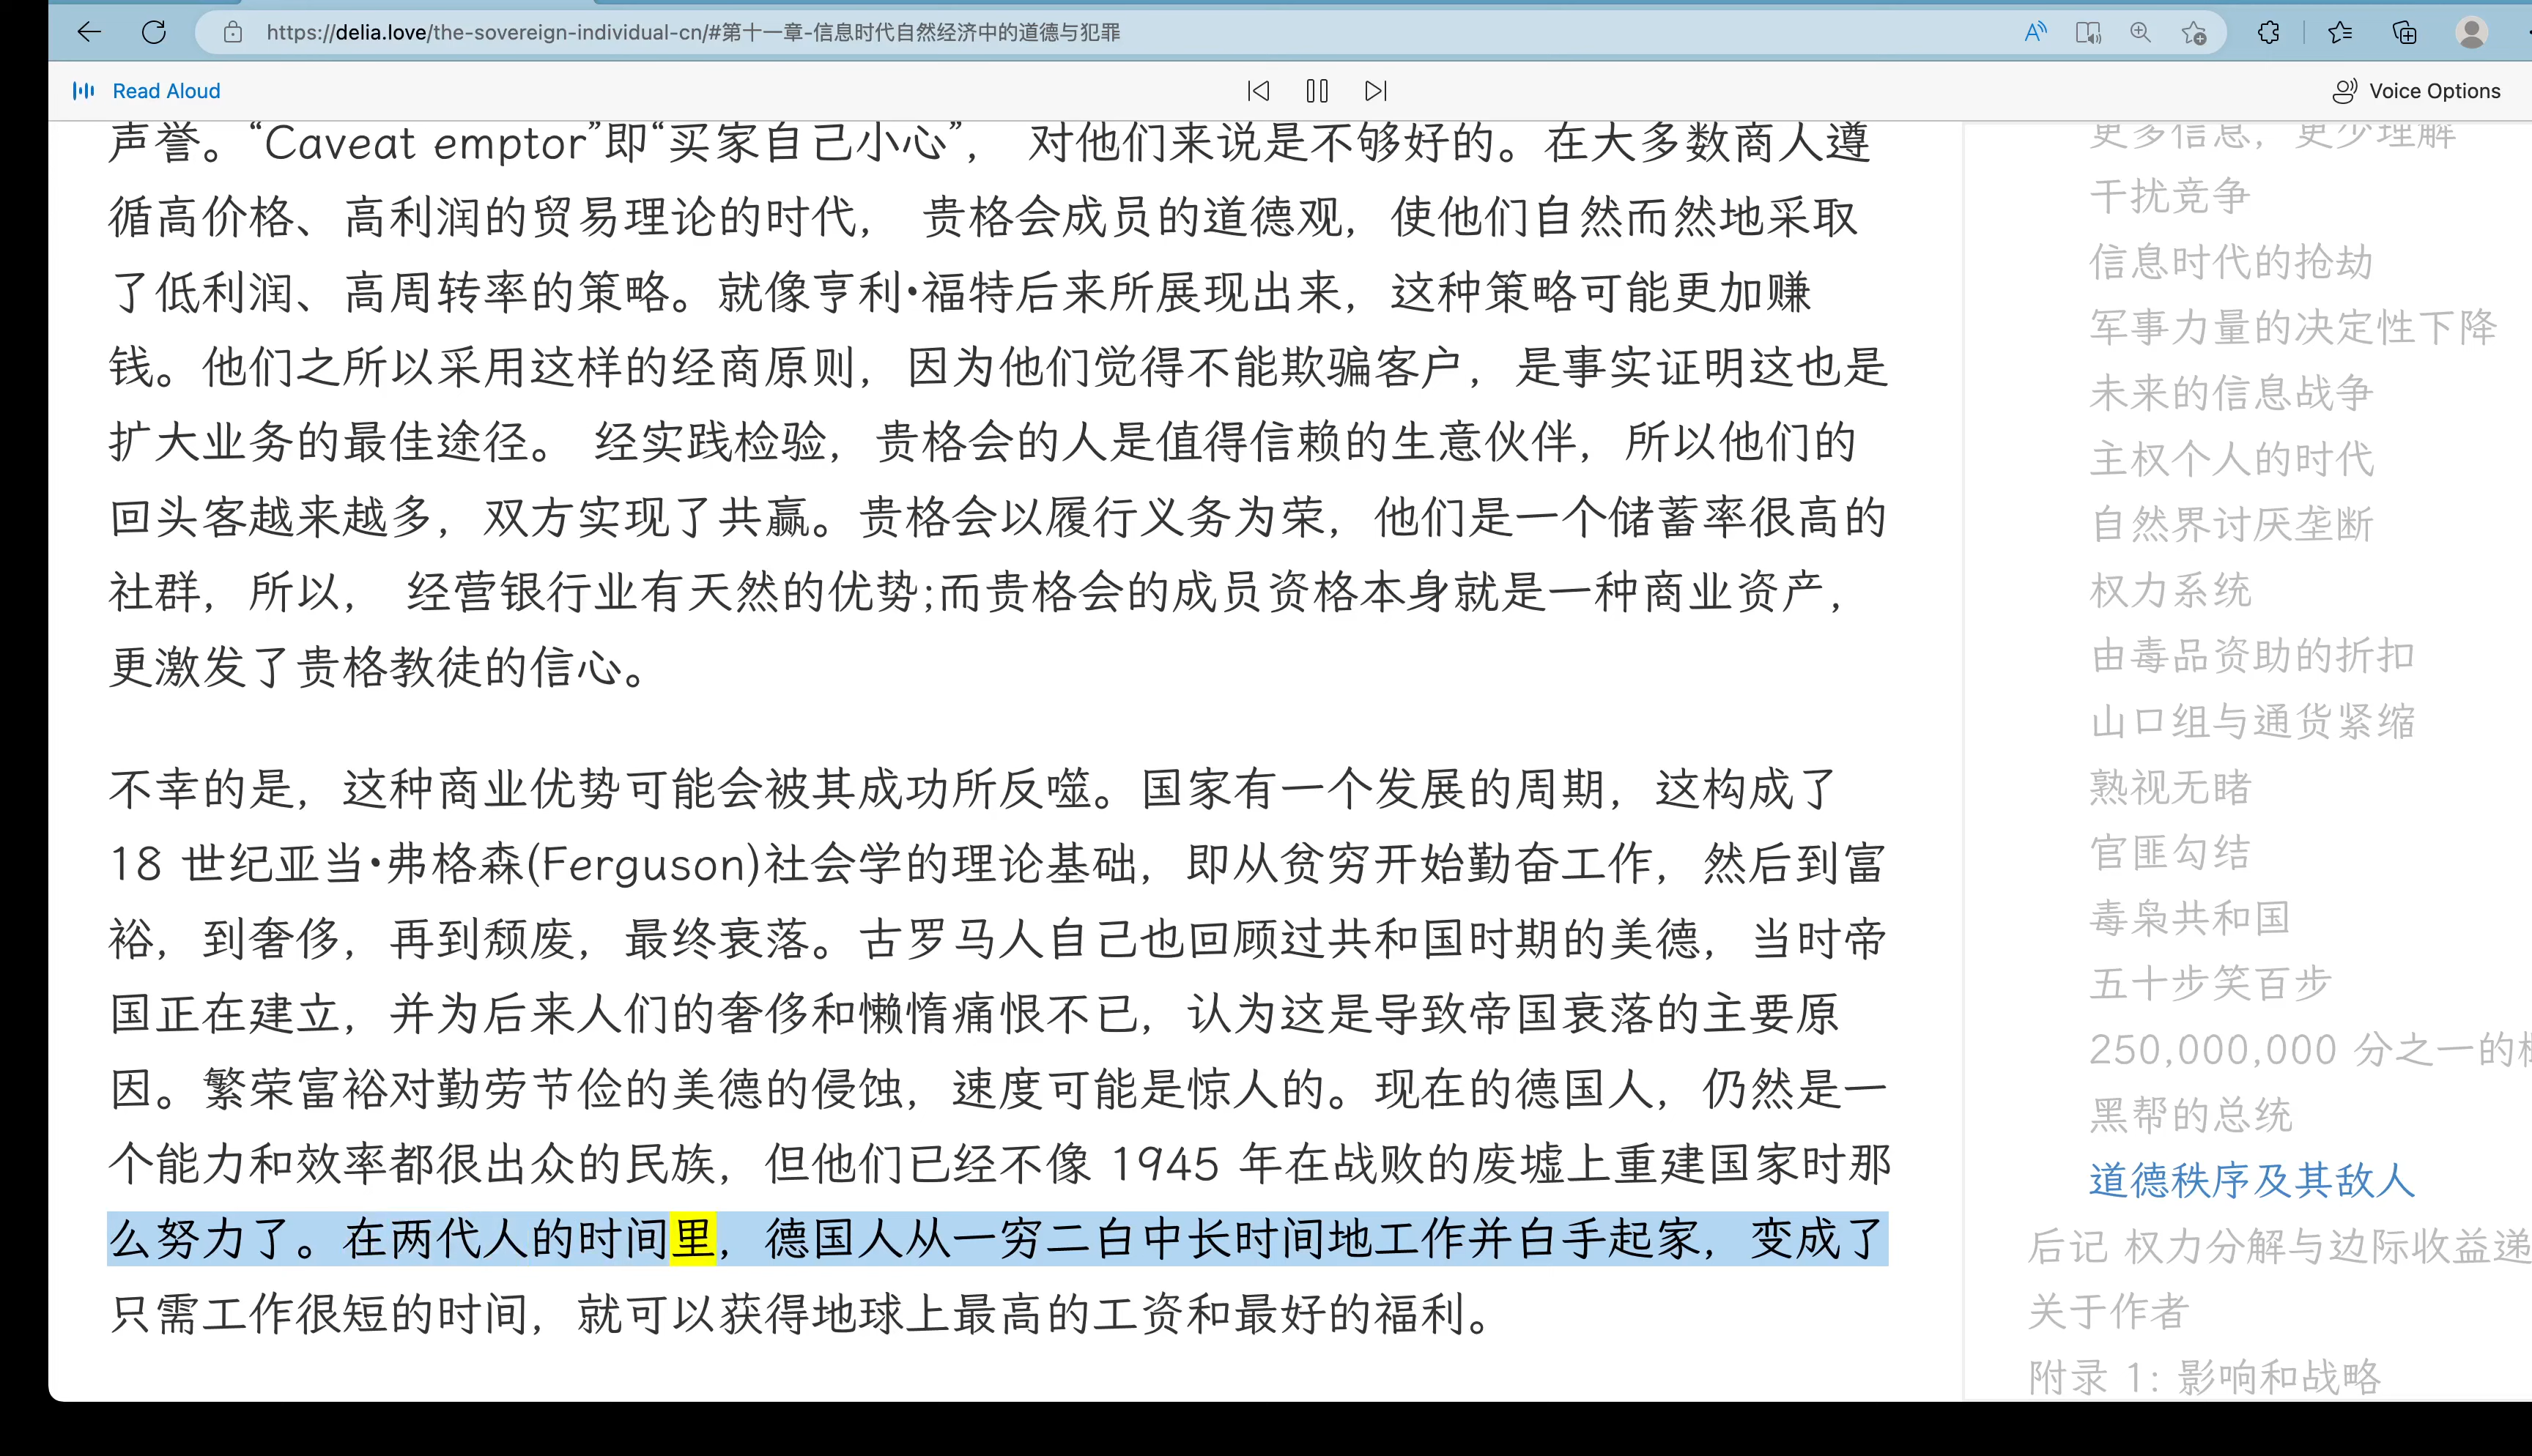 https://delia.love/the-sovereign-individual-cn/#第十一章-信息时代自然经济中的道德与犯罪
Read Aloud
Voice Options
声誉。“Caveat emptor”即“买家自己小心”， 对他们来说是不够好的。在大多数商人遵
循高价格、高利润的贸易理论的时代， 贵格会成员的道德观，使他们自然而然地采取
了低利润、高周转率的策略。就像亨利•福特后来所展现出来，这种策略可能更加赚
钱。他们之所以采用这样的经商原则，因为他们觉得不能欺骗客户，是事实证明这也是
扩大业务的最佳途径。 经实践检验，贵格会的人是值得信赖的生意伙伴，所以他们的
回头客越来越多，双方实现了共赢。贵格会以履行义务为荣，他们是一个储蓄率很高的
社群，所以， 经营银行业有天然的优势;而贵格会的成员资格本身就是一种商业资产，
更激发了贵格教徒的信心。
不幸的是，这种商业优势可能会被其成功所反噬。国家有一个发展的周期，这构成了
18 世纪亚当•弗格森(Ferguson)社会学的理论基础，即从贫穷开始勤奋工作，然后到富
裕，到奢侈，再到颓废，最终衰落。古罗马人自己也回顾过共和国时期的美德，当时帝
国正在建立，并为后来人们的奢侈和懒惰痛恨不已，认为这是导致帝国衰落的主要原
因。繁荣富裕对勤劳节俭的美德的侵蚀，速度可能是惊人的。现在的德国人，仍然是一
个能力和效率都很出众的民族，但他们已经不像 1945 年在战败的废墟上重建国家时那
么努力了。在两代人的时间里，德国人从一穷二白中长时间地工作并白手起家，变成了
只需工作很短的时间，就可以获得地球上最高的工资和最好的福利。
更多信息，更少理解
干扰竞争
信息时代的抢劫
军事力量的决定性下降
未来的信息战争
主权个人的时代
自然界讨厌垄断
权力系统
由毒品资助的折扣
山口组与通货紧缩
熟视无睹
官匪勾结
毒枭共和国
五十步笑百步
250,000,000 分之一的
黑帮的总统
道德秩序及其敌人
后记 权力分解与边际收益递
关于作者
附录 1: 影响和战略